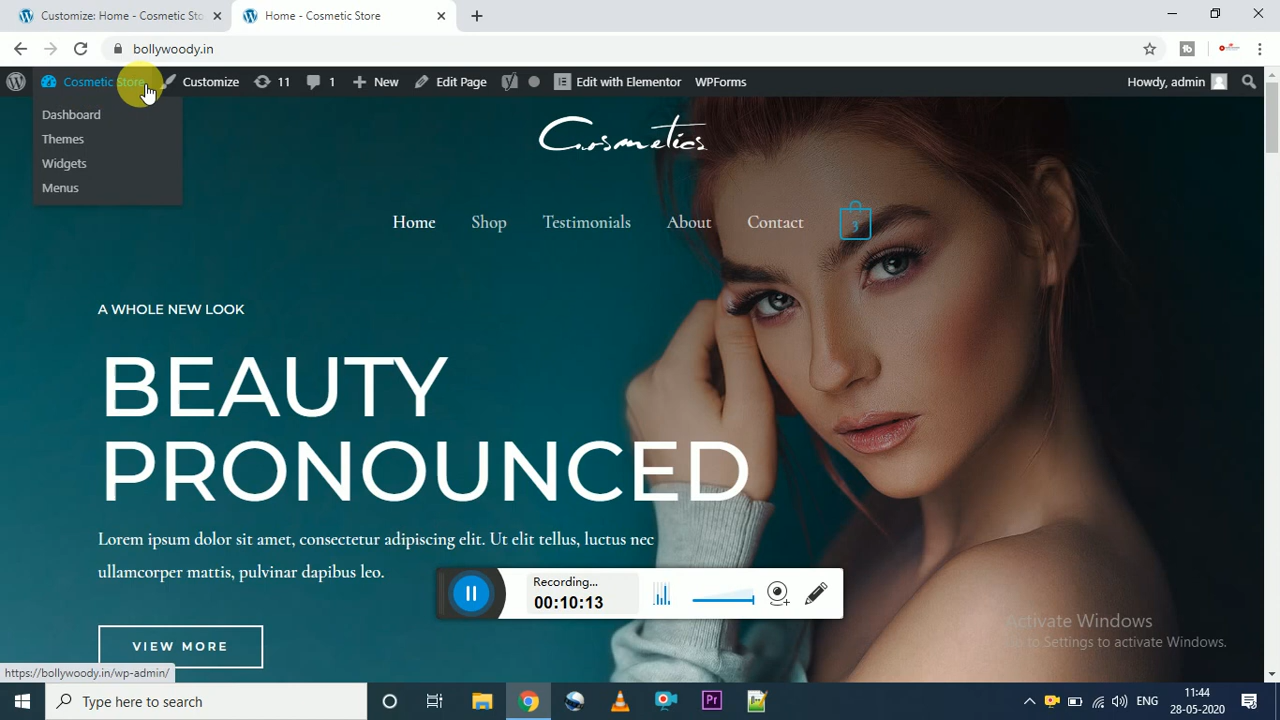 Customize: Home - Cosmetic Sto
Home - Cosmetic Store
bollywoody.in
Cosmetic Store
Customize
11
1
New
Edit Page
Edit with Elementor
WPForms
Howdy, admin
Dashboard
Themes
Widgets
Menus
Cosmetics
Home
Shop
Testimonials
About
Contact
3
A WHOLE NEW LOOK
BEAUTY
PRONOUNCED
Lorem ipsum dolor sit amet, consectetur adipiscing elit. Ut elit tellus, luctus nec
ullamcorper mattis, pulvinar dapibus leo.
VIEW MORE
Recording...
00:10:13
Activate Windows
Go to Settings to activate Windows.
https://bollywoody.in/wp-admin/
Type here to search
Pr
ENG
11:44
28-05-2020